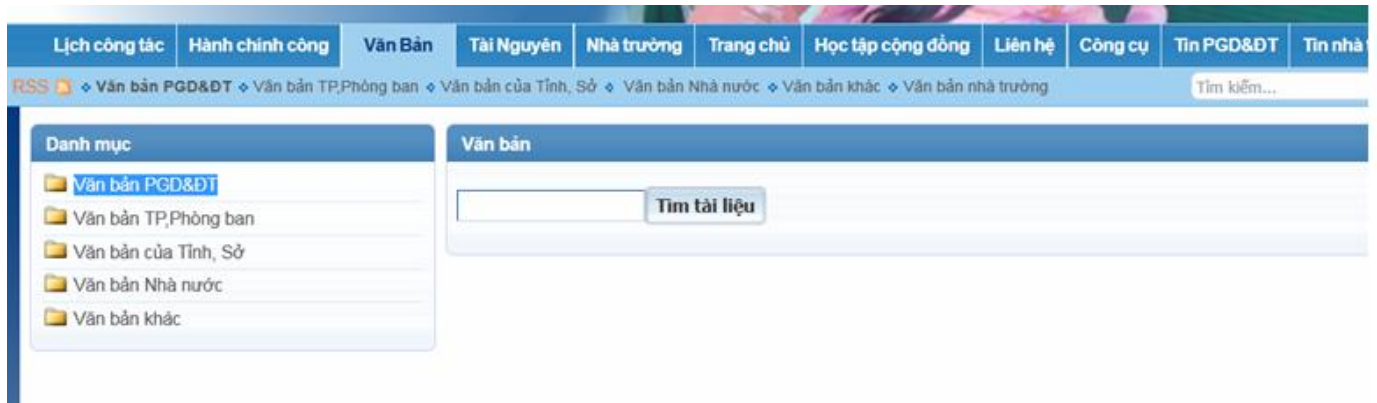 Lịch công tác Hành chính công Văn Bản Tài Nguyên Nhà trường Trang chủ Học tập cộng đồng Liên hệ Công cụ Tin PGD&ĐT Tin nhà
RSS Văn bản PGD&ĐT Văn bản TP,Phòng ban Văn bản của Tỉnh, Sở Văn bản Nhà nước Văn bản khác Văn bản nhà trường Tìm kiếm...
Danh mục
Văn bản PGD&ĐT
Văn bản TP,Phòng ban
Văn bản của Tỉnh, Sở
Văn bản Nhà nước
Văn bản khác
Văn bản
Tìm tài liệu